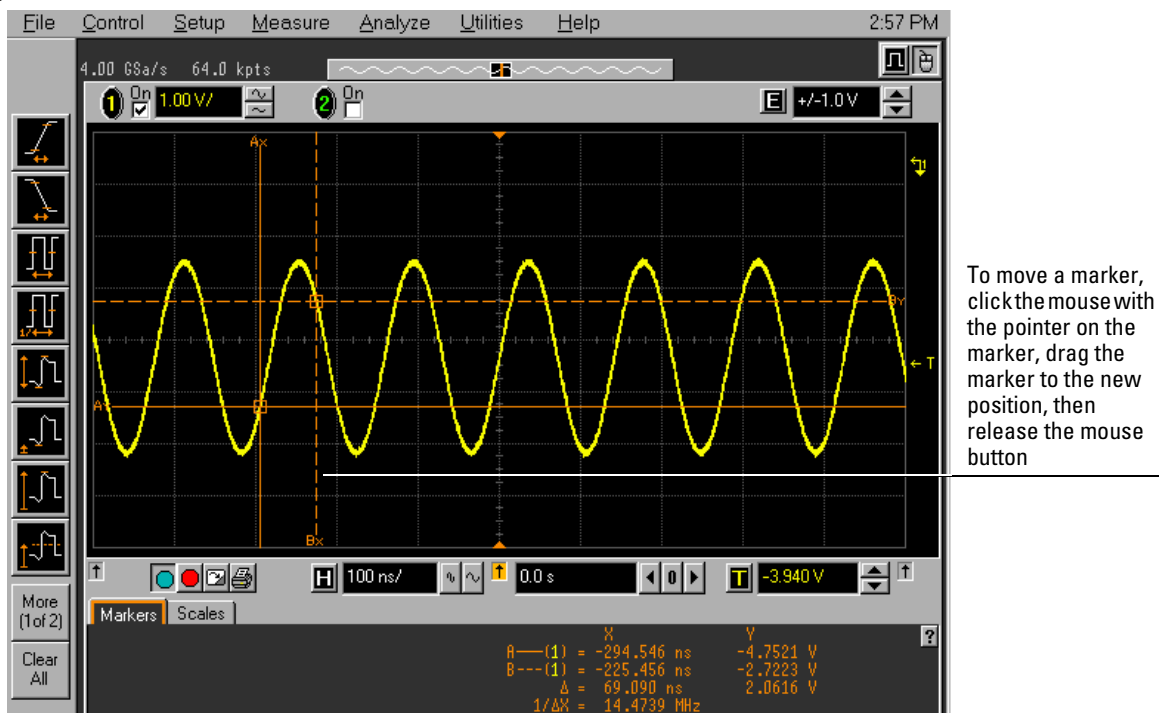 File Control Setup Measure Analyze Utilities Help 2:57 PM
4.00 GSa/s 64.0 kpts
1 On 1.00 V/ 2 On E +/-1.0 V
Ax
1
By
T
Ay
Bx
1/
H 100 ns/ 0.0 s 0 T -3.940 V
More
(1of 2)
Clear
All
Markers Scales
?
X Y
A——(1) = -294.546 ns -4.7521 V
B---(1) = -225.456 ns -2.7223 V
Δ = 69.090 ns 2.0616 V
1/ΔX = 14.4739 MHz
To move a marker,
click the mouse with
the pointer on the
marker, drag the
marker to the new
position, then
release the mouse
button